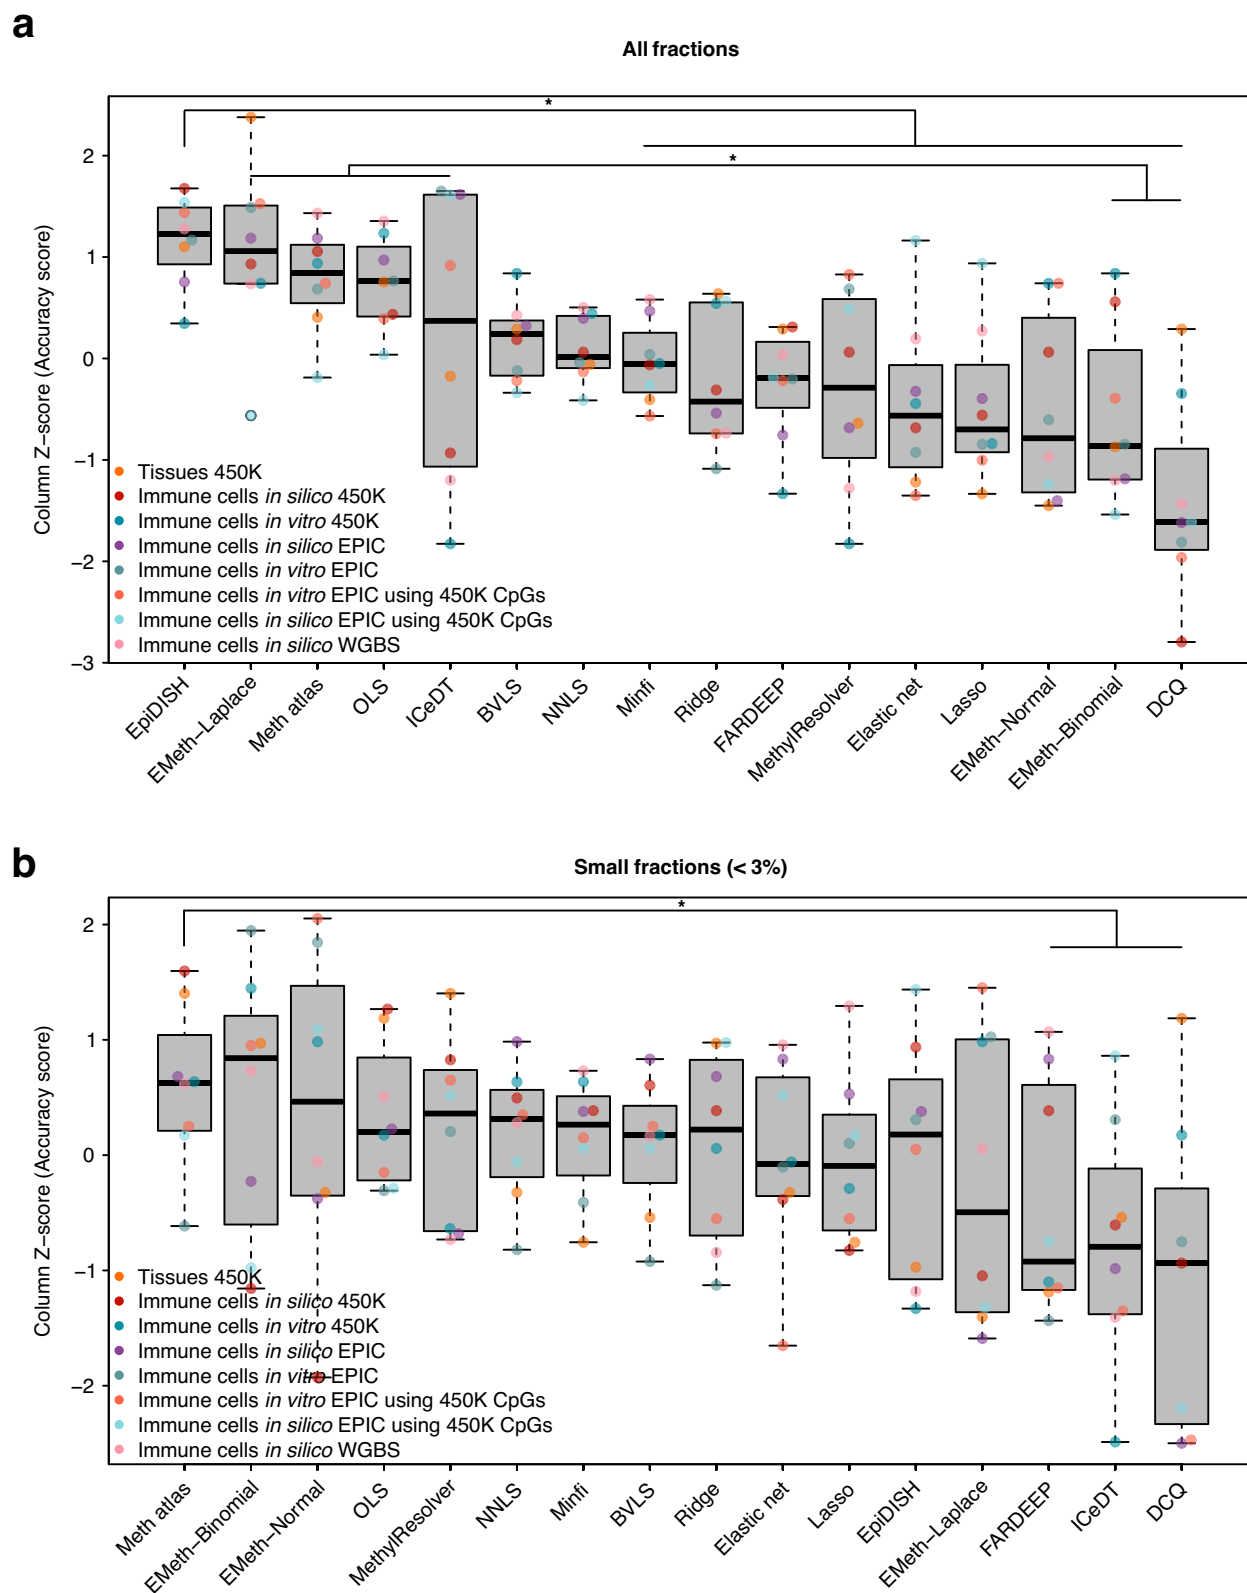 a
All fractions
*
*
Column Z−score (Accuracy score)
2
1
0
−1
−2
−3
Tissues 450K
Immune cells in silico 450K
Immune cells in vitro 450K
Immune cells in silico EPIC
Immune cells in vitro EPIC
Immune cells in vitro EPIC using 450K CpGs
Immune cells in silico EPIC using 450K CpGs
Immune cells in silico WGBS
EpiDISH
EMeth−Laplace
Meth atlas
OLS
ICeDT
BVLS
NNLS
Minfi
Ridge
FARDEEP
MethylResolver
Elastic net
Lasso
EMeth−Normal
EMeth−Binomial
DCQ
b
Small fractions (< 3%)
*
Column Z−score (Accuracy score)
2
1
0
−1
−2
Tissues 450K
Immune cells in silico 450K
Immune cells in vitro 450K
Immune cells in silico EPIC
Immune cells in vitro EPIC
Immune cells in vitro EPIC using 450K CpGs
Immune cells in silico EPIC using 450K CpGs
Immune cells in silico WGBS
Meth atlas
EMeth−Binomial
EMeth−Normal
OLS
MethylResolver
NNLS
Minfi
BVLS
Ridge
Elastic net
Lasso
EpiDISH
EMeth−Laplace
FARDEEP
ICeDT
DCQ